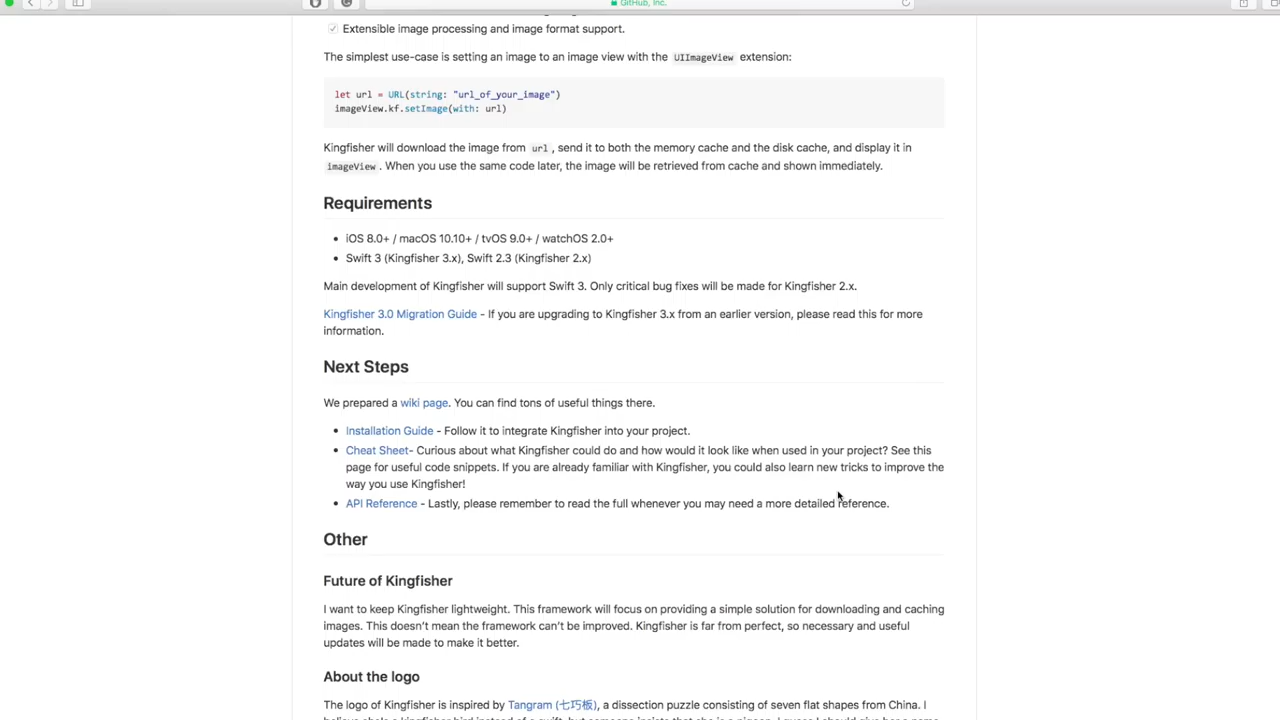 GitHub, Inc.
Extensible image processing and image format support.
The simplest use-case is setting an image to an image view with the UIImageView extension:
let url = URL(string: "url_of_your_image")
imageView.kf.setImage(with: url)
Kingfisher will download the image from url , send it to both the memory cache and the disk cache, and display it in
imageView . When you use the same code later, the image will be retrieved from cache and shown immediately.
Requirements
• iOS 8.0+ / macOS 10.10+ / tvOS 9.0+ / watchOS 2.0+
• Swift 3 (Kingfisher 3.x), Swift 2.3 (Kingfisher 2.x)
Main development of Kingfisher will support Swift 3. Only critical bug fixes will be made for Kingfisher 2.x.
Kingfisher 3.0 Migration Guide - If you are upgrading to Kingfisher 3.x from an earlier version, please read this for more
information.
Next Steps
We prepared a wiki page. You can find tons of useful things there.
• Installation Guide - Follow it to integrate Kingfisher into your project.
• Cheat Sheet- Curious about what Kingfisher could do and how would it look like when used in your project? See this
page for useful code snippets. If you are already familiar with Kingfisher, you could also learn new tricks to improve the
way you use Kingfisher!
• API Reference - Lastly, please remember to read the full whenever you may need a more detailed reference.
Other
Future of Kingfisher
I want to keep Kingfisher lightweight. This framework will focus on providing a simple solution for downloading and caching
images. This doesn't mean the framework can't be improved. Kingfisher is far from perfect, so necessary and useful
updates will be made to make it better.
About the logo
The logo of Kingfisher is inspired by Tangram (七巧板), a dissection puzzle consisting of seven flat shapes from China. I